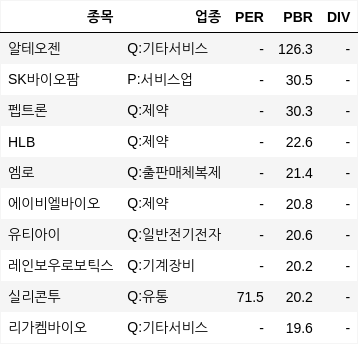 종목 업종 PER PBR DIV
알테오젠 Q:기타서비스 - 126.3 -
SK바이오팜 P:서비스업 - 30.5 -
펩트론 Q:제약 - 30.3 -
HLB Q:제약 - 22.6 -
엠로 Q:출판매체복제 - 21.4 -
에이비엘바이오 Q:제약 - 20.8 -
유티아이 Q:일반전기전자 - 20.6 -
레인보우로보틱스 Q:기계장비 - 20.2 -
실리콘투 Q:유통 71.5 20.2 -
리가켐바이오 Q:기타서비스 - 19.6 -